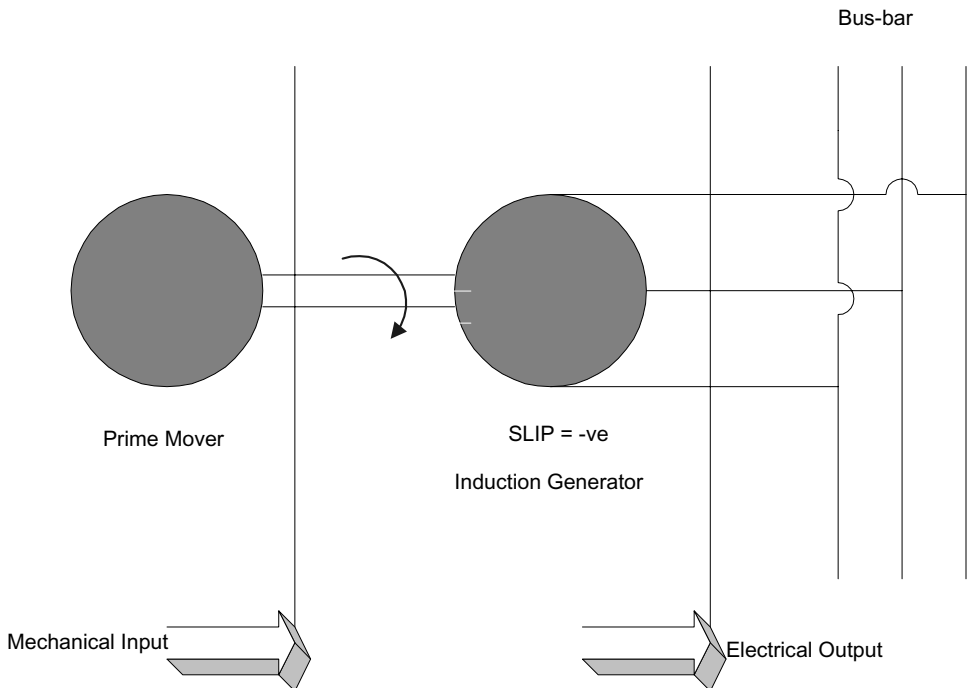 Bus-bar
Prime Mover
SLIP = -ve
Induction Generator
Mechanical Input
Electrical Output